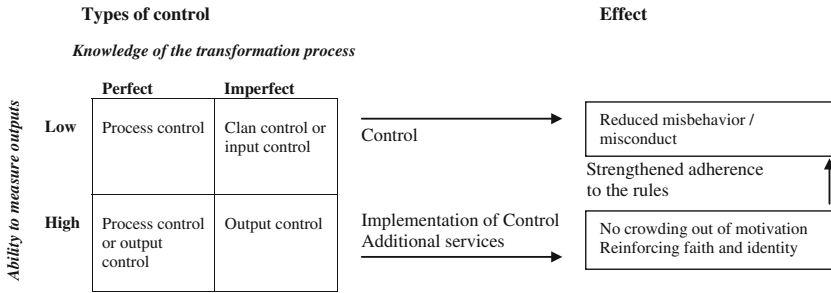 Types of control
Effect
Knowledge of the transformation process
Perfect
Imperfect
Ability to measure outputs
Low
Process control
Clan control or
input control
Control
Reduced misbehavior /
misconduct
Strengthened adherence
to the rules
High
Process control
or output
control
Output control
Implementation of Control
Additional services
No crowding out of motivation
Reinforcing faith and identity